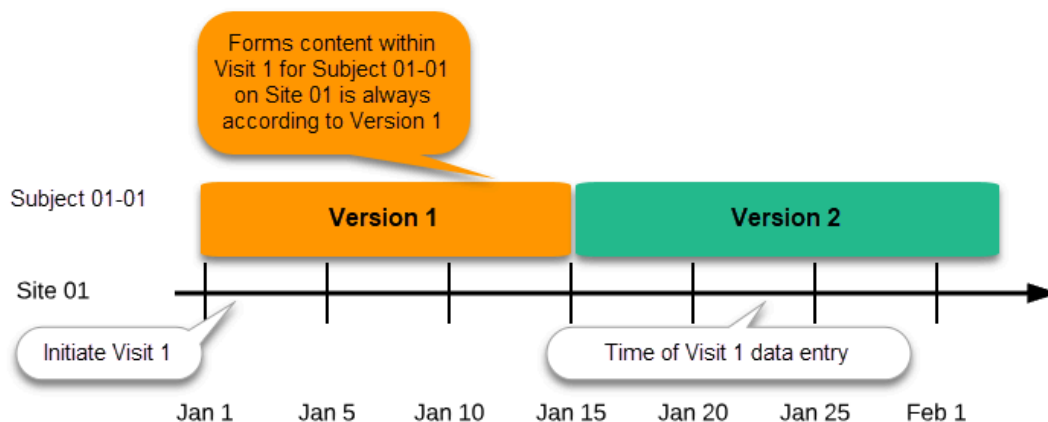 Forms content within
Visit 1 for Subject 01-01
on Site 01 is always
according to Version 1
Subject 01-01
Version 1
Version 2
Site 01
Initiate Visit 1
Time of Visit 1 data entry
Jan 1
Jan 5
Jan 10
Jan 15
Jan 20
Jan 25
Feb 1